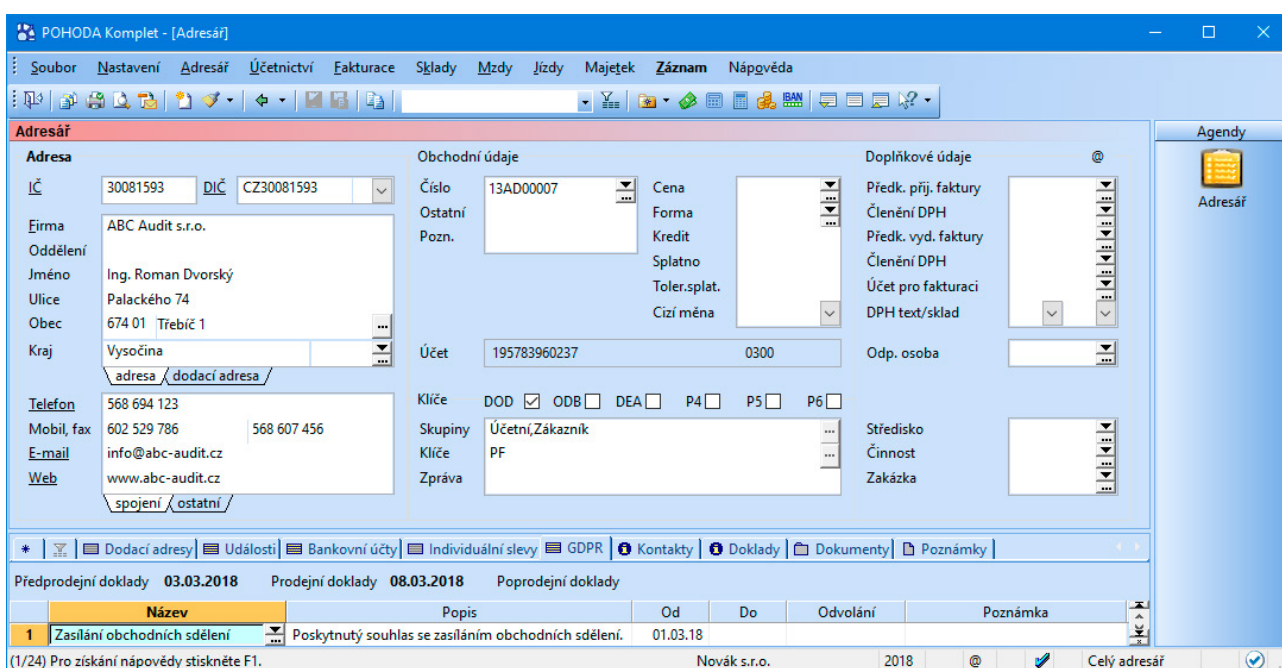 POHODA Komplet - [Adresář]
Soubor Nastavení Adresář Účetnictví Fakturace Sklady Mzdy Jízdy Majetek Záznam Nápověda
IBAN
Adresář
Agendy
Adresář
Adresa
IČ 30081593 DIČ CZ30081593
Firma ABC Audit s.r.o.
Oddělení
Jméno Ing. Roman Dvorský
Ulice Palackého 74
Obec 674 01 Třebíč 1
Kraj Vysočina
adresa dodací adresa
Telefon 568 694 123
Mobil, fax 602 529 786 568 607 456
E-mail info@abc-audit.cz
Web www.abc-audit.cz
spojení ostatní
Obchodní údaje
Číslo 13AD00007
Ostatní
Pozn.
Cena
Forma
Kredit
Splatno
Toler.splat.
Cizí měna
Účet 195783960237 0300
Klíče DOD ODB DEA P4 P5 P6
Skupiny Účetní,Zákazník
Klíče PF
Zpráva
Doplňkové údaje @
Předk. přij. faktury
Členění DPH
Předk. vyd. faktury
Členění DPH
Účet pro fakturaci
DPH text/sklad
Odp. osoba
Středisko
Činnost
Zakázka
* Dodací adresy Události Bankovní účty Individuální slevy GDPR Kontakty Doklady Dokumenty Poznámky
Předprodejní doklady 03.03.2018 Prodejní doklady 08.03.2018 Poprodejní doklady
Název Popis Od Do Odvolání Poznámka
1 Zasílání obchodních sdělení Poskytnutý souhlas se zasíláním obchodních sdělení. 01.03.18
(1/24) Pro získání nápovědy stiskněte F1. Novák s.r.o. 2018 @ Celý adresář